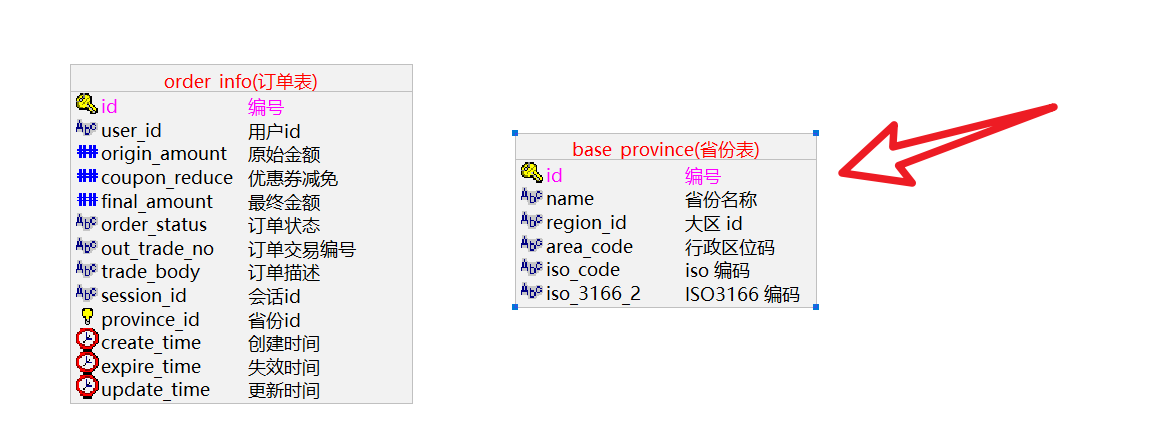 order_info(订单表)
id 编号
user_id 用户id
origin_amount 原始金额
coupon_reduce 优惠券减免
final_amount 最终金额
order_status 订单状态
out_trade_no 订单交易编号
trade_body 订单描述
session_id 会话id
province_id 省份id
create_time 创建时间
expire_time 失效时间
update_time 更新时间
base_province(省份表)
id 编号
name 省份名称
region_id 大区 id
area_code 行政区位码
iso_code iso 编码
iso_3166_2 ISO3166 编码